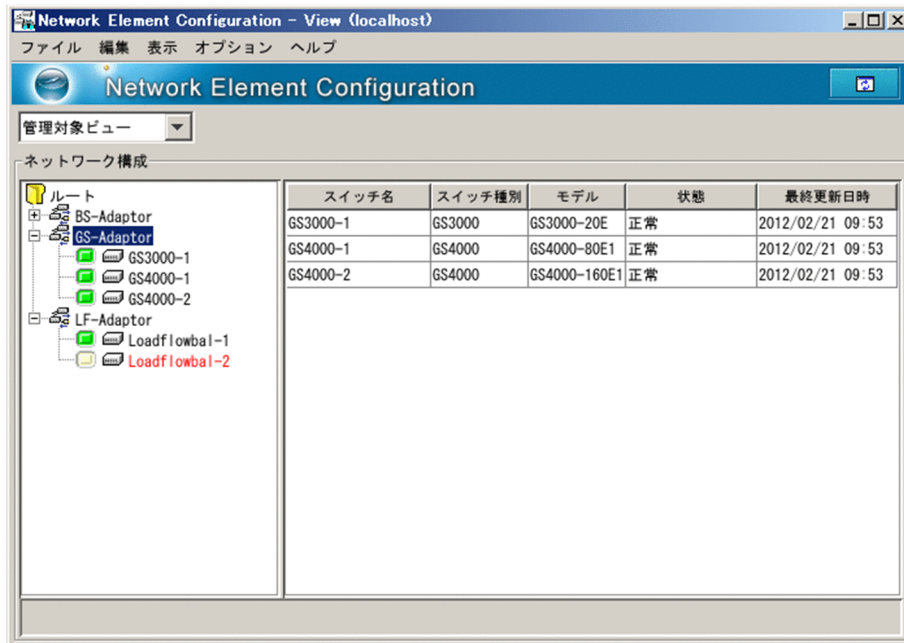 Network Element Configuration - View (localhost)
ファイル 編集 表示 オプション ヘルプ
Network Element Configuration
管理対象ビュー
ネットワーク構成
ルート
BS-Adaptor
GS-Adaptor
GS3000-1
GS4000-1
GS4000-2
LF-Adaptor
Loadflowbal-1
Loadflowbal-2
スイッチ名 スイッチ種別 モデル 状態 最終更新日時
GS3000-1 GS3000 GS3000-20E 正常 2012/02/21 09:53
GS4000-1 GS4000 GS4000-80E1 正常 2012/02/21 09:53
GS4000-2 GS4000 GS4000-160E1 正常 2012/02/21 09:53